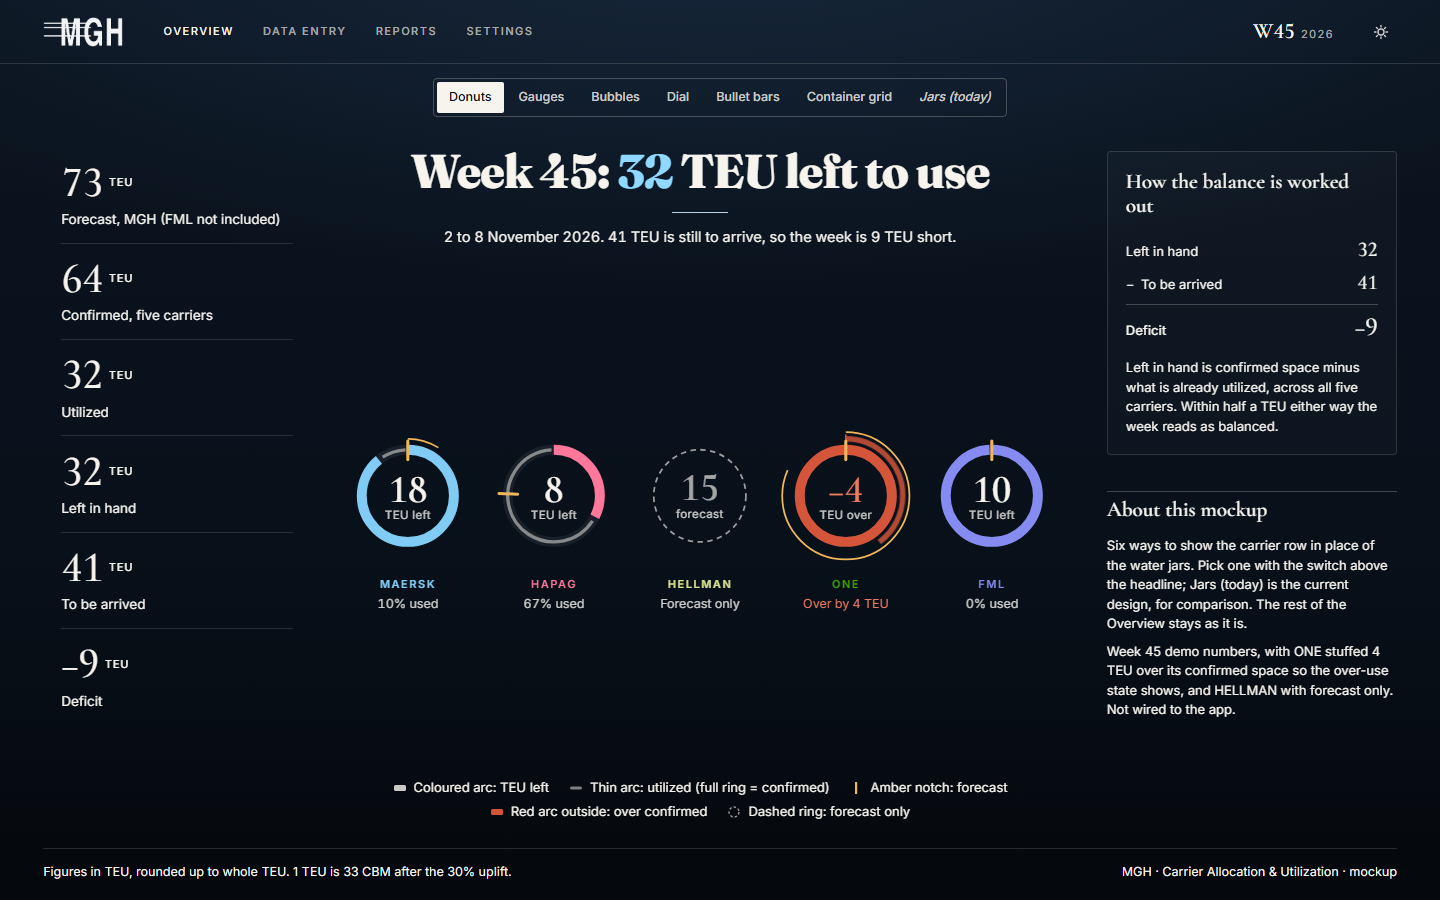 MGH
OVERVIEW DATA ENTRY REPORTS SETTINGS
W45 2026
Donuts Gauges Bubbles Dial Bullet bars Container grid Jars (today)
73 TEU
Forecast, MGH (FML not included)
64 TEU
Confirmed, five carriers
32 TEU
Utilized
32 TEU
Left in hand
41 TEU
To be arrived
–9 TEU
Deficit
Week 45: 32 TEU left to use
2 to 8 November 2026. 41 TEU is still to arrive, so the week is 9 TEU short.
18
TEU left
MAERSK
10% used
8
TEU left
HAPAG
67% used
15
forecast
HELLMAN
Forecast only
–4
TEU over
ONE
Over by 4 TEU
10
TEU left
FML
0% used
Coloured arc: TEU left Thin arc: utilized (full ring = confirmed) Amber notch: forecast
Red arc outside: over confirmed Dashed ring: forecast only
How the balance is worked
out
Left in hand 32
– To be arrived 41
Deficit –9
Left in hand is confirmed space minus
what is already utilized, across all five
carriers. Within half a TEU either way the
week reads as balanced.
About this mockup
Six ways to show the carrier row in place of
the water jars. Pick one with the switch above
the headline; Jars (today) is the current
design, for comparison. The rest of the
Overview stays as it is.
Week 45 demo numbers, with ONE stuffed 4
TEU over its confirmed space so the over-use
state shows, and HELLMAN with forecast only.
Not wired to the app.
Figures in TEU, rounded up to whole TEU. 1 TEU is 33 CBM after the 30% uplift.
MGH · Carrier Allocation & Utilization · mockup